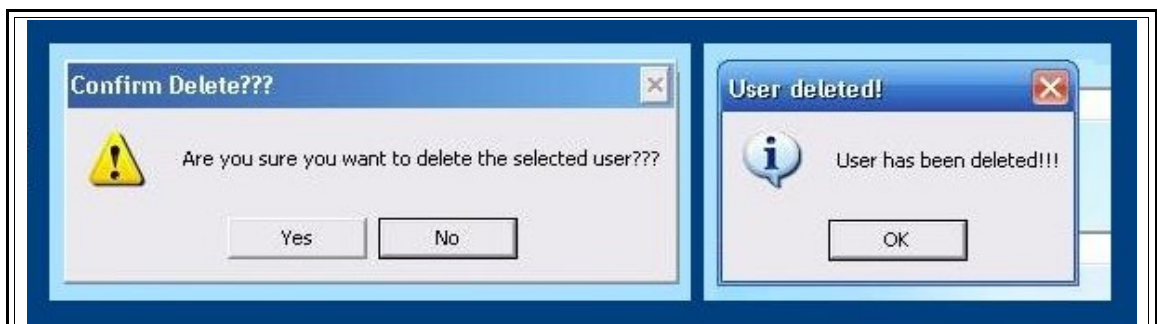 Confirm Delete???
Are you sure you want to delete the selected user???
Yes
No
User deleted!
User has been deleted!!!
OK